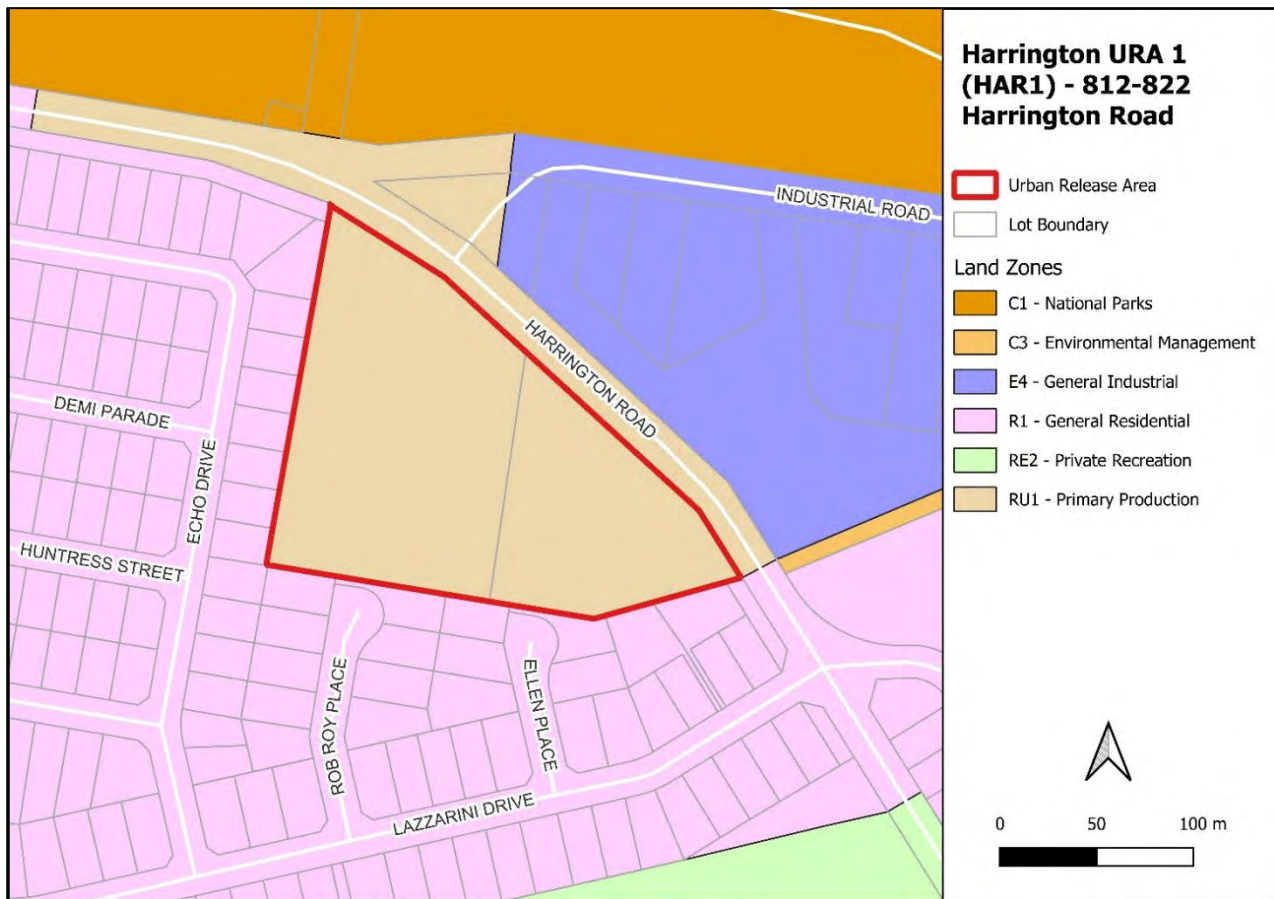 Harrington URA 1
(HAR1) - 812-822
Harrington Road
Urban Release Area
Lot Boundary
Land Zones
C1 - National Parks
C3 - Environmental Management
E4 - General Industrial
R1 - General Residential
RE2 - Private Recreation
RU1 - Primary Production
0 50 100 m
INDUSTRIAL ROAD
HARRINGTON ROAD
DEMI PARADE
ECHO DRIVE
HUNTRESS STREET
ROB ROY PLACE
ELLEN PLACE
LAZZARINI DRIVE